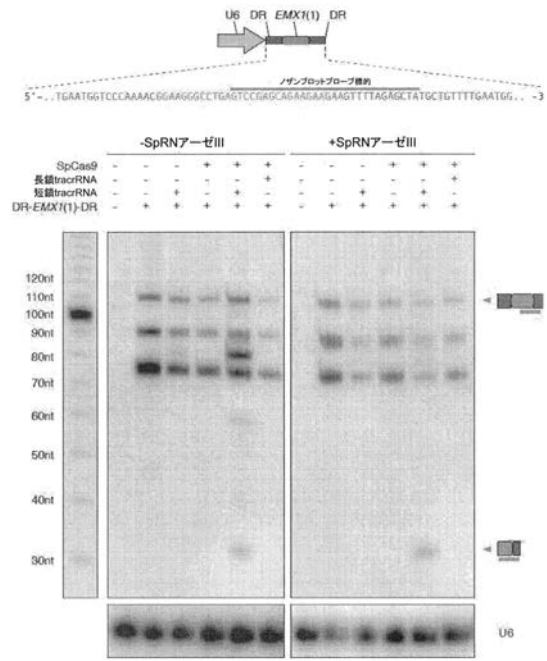 U6 DR EMX1(1) DR
ノザンブロットプローブ標的
5'-..TGAATGGTCCCAAAACGGAAGGGCCTGAGTCCGAGCAGAAGAAGAAGTTTTAGAGCTATGCTGTTTTGAATGG.. -3
-SpRNアーゼIII +SpRNアーゼIII
SpCas9 - - - + + + - - - + + +
長鎖tracrRNA - - - - - + - - - - - +
短鎖tracrRNA - - + - + - - - + - + -
DR-EMX1(1)-DR - + + + + + - + + + + +
120nt
110nt
100nt
90nt
80nt
70nt
60nt
50nt
40nt
30nt
U6